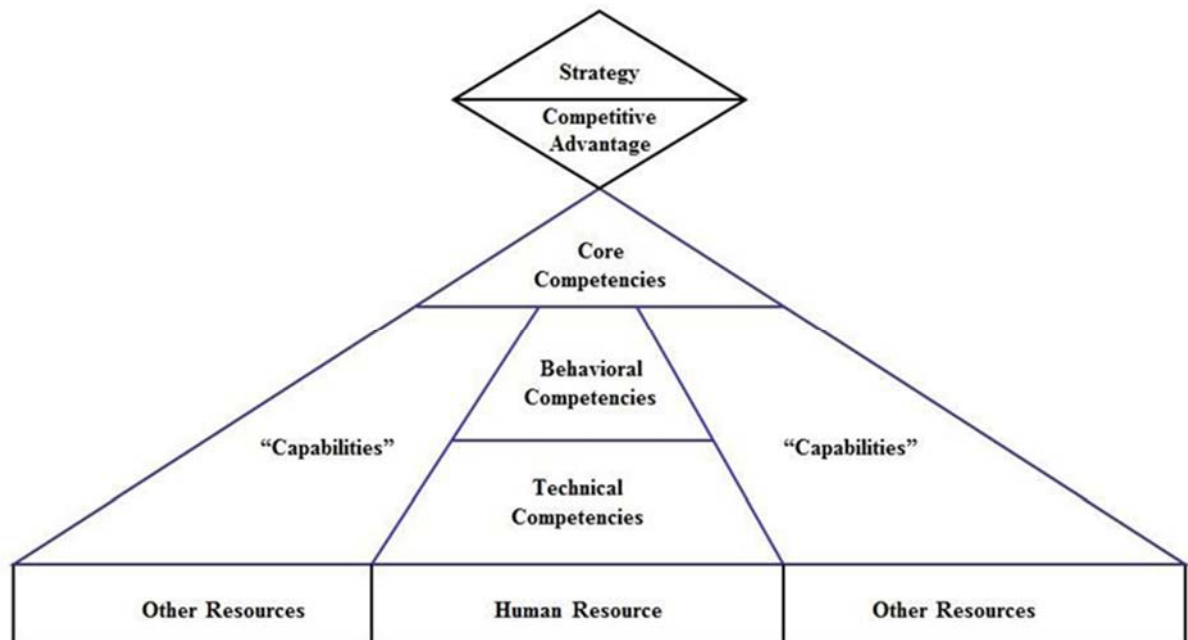 Strategy
Competitive
Advantage
Core
Competencies
Behavioral
Competencies
“Capabilities”
“Capabilities”
Technical
Competencies
Other Resources
Human Resource
Other Resources